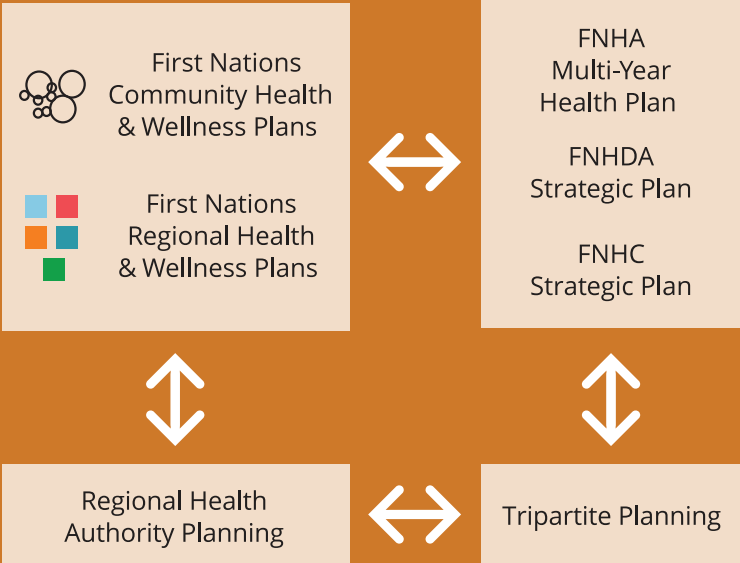 First Nations
Community Health
& Wellness Plans
First Nations
Regional Health
& Wellness Plans
FNHA
Multi-Year
Health Plan
FNHDA
Strategic Plan
FNHC
Strategic Plan
Regional Health
Authority Planning
Tripartite Planning